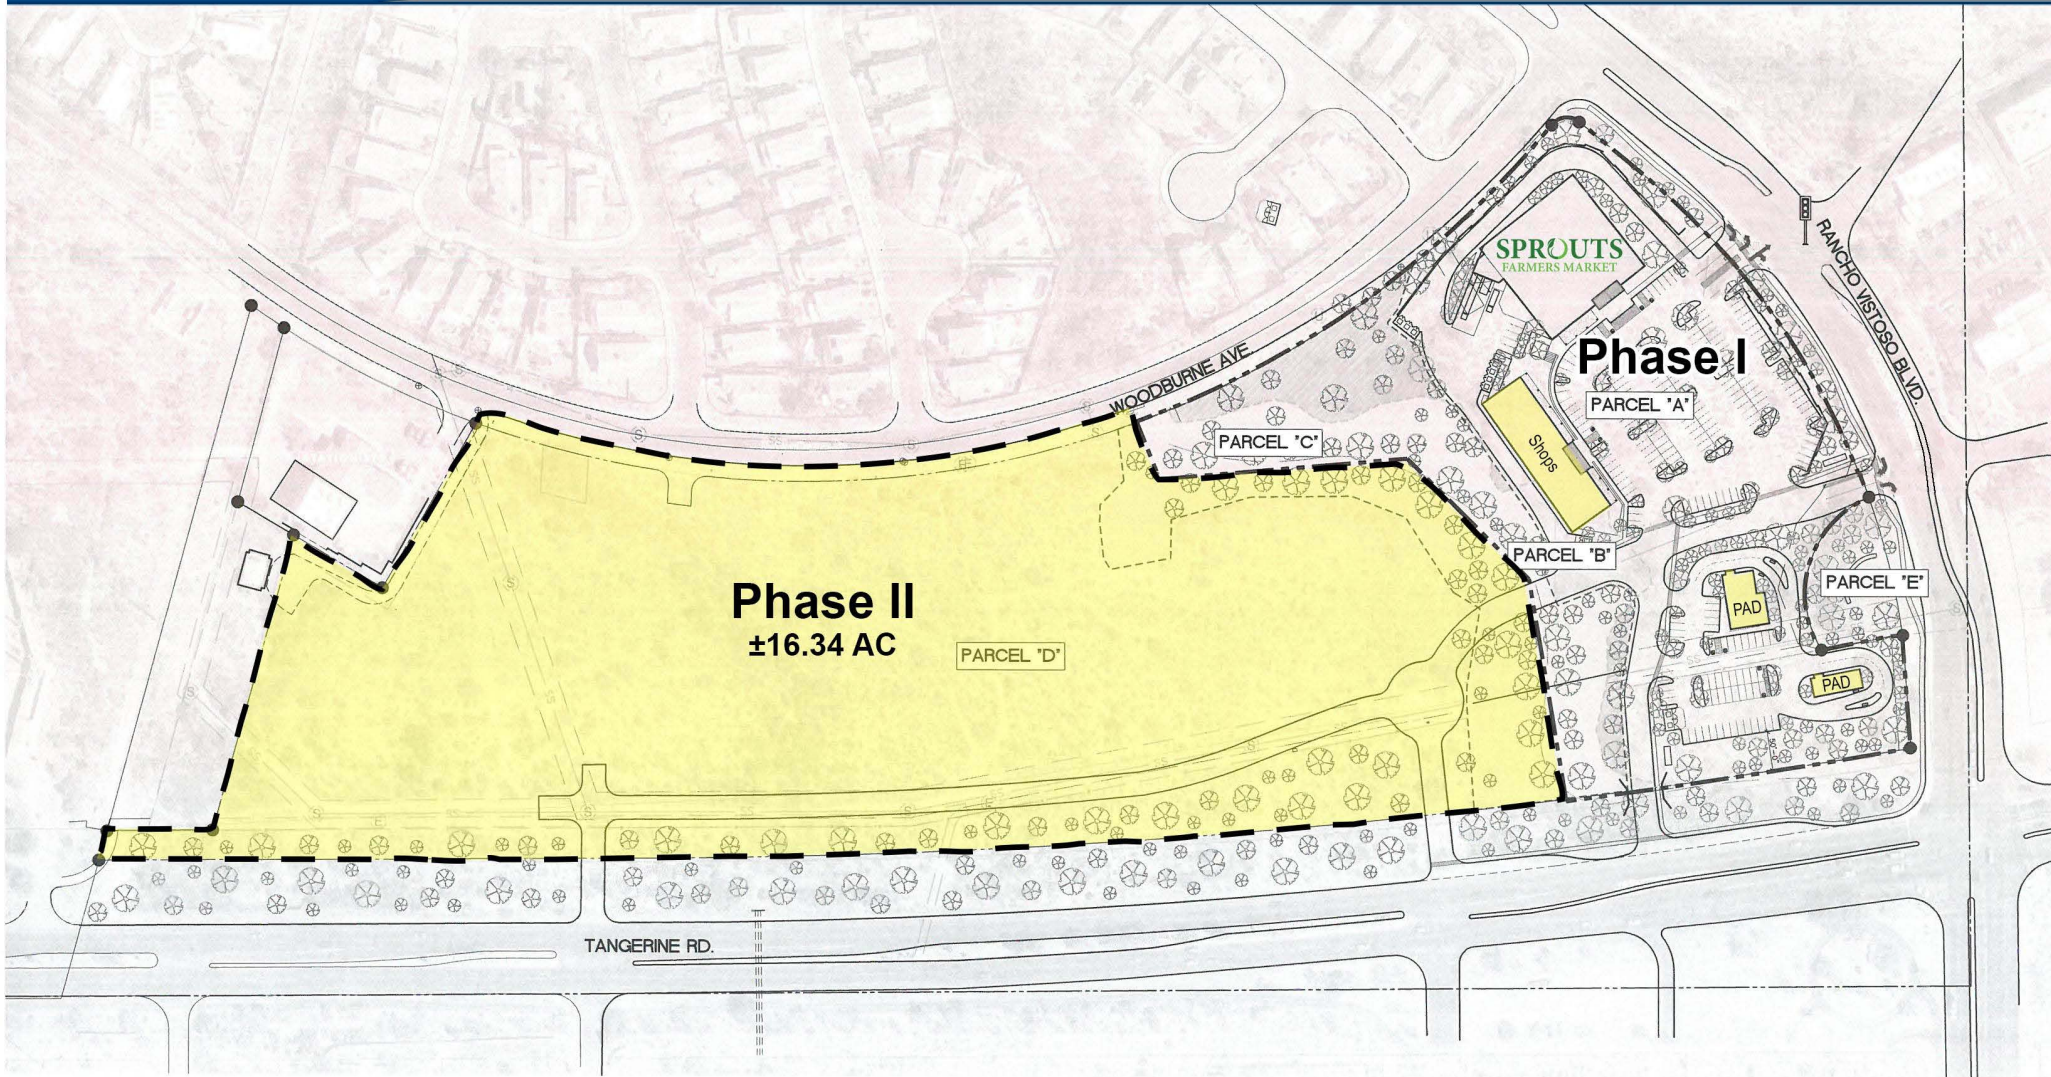 SPROUTS
FARMERS MARKET
RANCHO VISTOSO BLVD.
Phase I
PARCEL "A"
WOODBURNE AVE.
PARCEL "C"
Shops
PARCEL "B"
PARCEL "E"
PAD
PAD
Phase II
±16.34 AC
PARCEL "D"
TANGERINE RD.